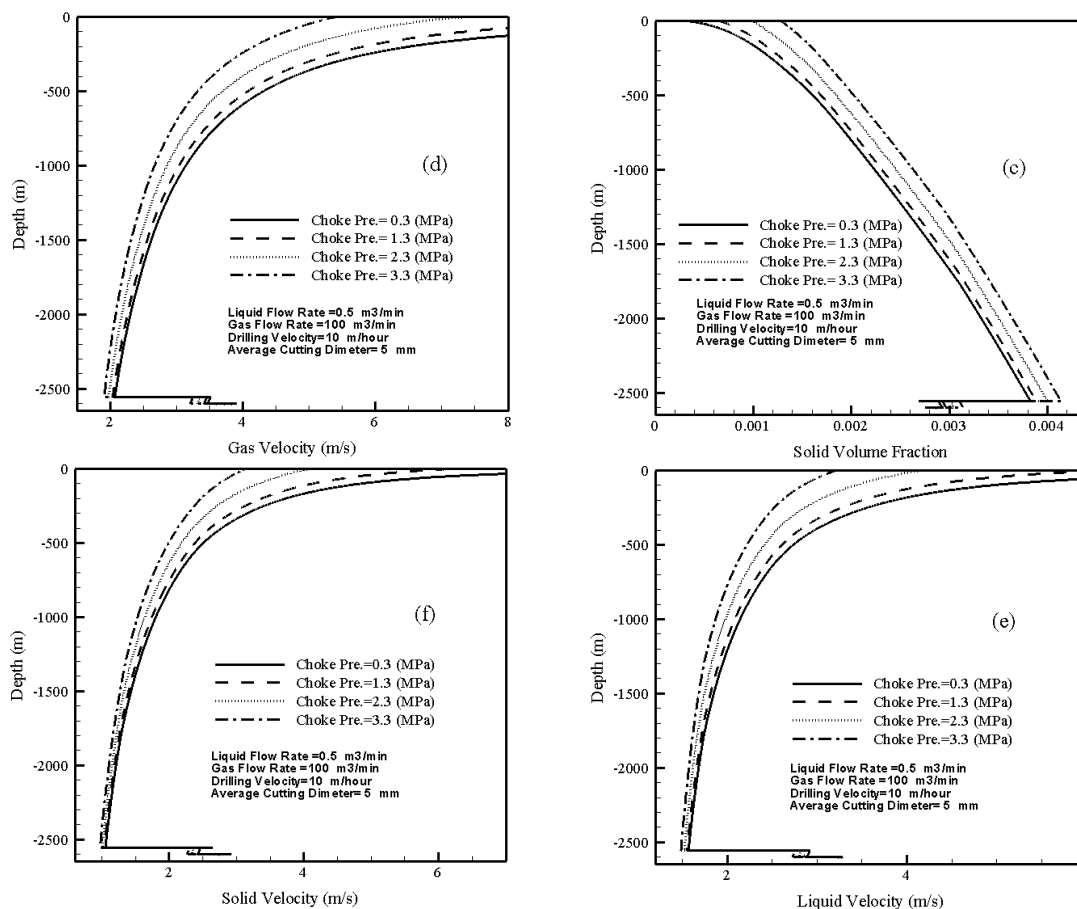 0
-500
-1000
-1500
-2000
-2500
Depth (m)
(d)
Choke Pre.= 0.3 (MPa)
Choke Pre.= 1.3 (MPa)
Choke Pre.= 2.3 (MPa)
Choke Pre.= 3.3 (MPa)
Liquid Flow Rate =0.5 m3/min
Gas Flow Rate =100 m3/min
Drilling Velocity=10 m/hour
Average Cutting Dimeter= 5 mm
2 4 6 8
Gas Velocity (m/s)
0
-500
-1000
-1500
-2000
-2500
Depth (m)
(c)
Choke Pre.= 0.3 (MPa)
Choke Pre.= 1.3 (MPa)
Choke Pre.= 2.3 (MPa)
Choke Pre.= 3.3 (MPa)
Liquid Flow Rate =0.5 m3/min
Gas Flow Rate =100 m3/min
Drilling Velocity=10 m/hour
Average Cutting Dimeter= 5 mm
0 0.001 0.002 0.003 0.004
Solid Volume Fraction
0
-500
-1000
-1500
-2000
-2500
Depth (m)
(f)
Choke Pre.=0.3 (MPa)
Choke Pre.=1.3 (MPa)
Choke Pre.=2.3 (MPa)
Choke Pre.=3.3 (MPa)
Liquid Flow Rate =0.5 m3/min
Gas Flow Rate =100 m3/min
Drilling Velocity=10 m/hour
Average Cutting Dimeter= 5 mm
2 4 6
Solid Velocity (m/s)
0
-500
-1000
-1500
-2000
-2500
Depth (m)
(e)
Choke Pre.=0.3 (MPa)
Choke Pre.=1.3 (MPa)
Choke Pre.=2.3 (MPa)
Choke Pre.=3.3 (MPa)
Liquid Flow Rate =0.5 m3/min
Gas Flow Rate =100 m3/min
Drilling Velocity=10 m/hour
Average Cutting Dimeter= 5 mm
2 4
Liquid Velocity (m/s)